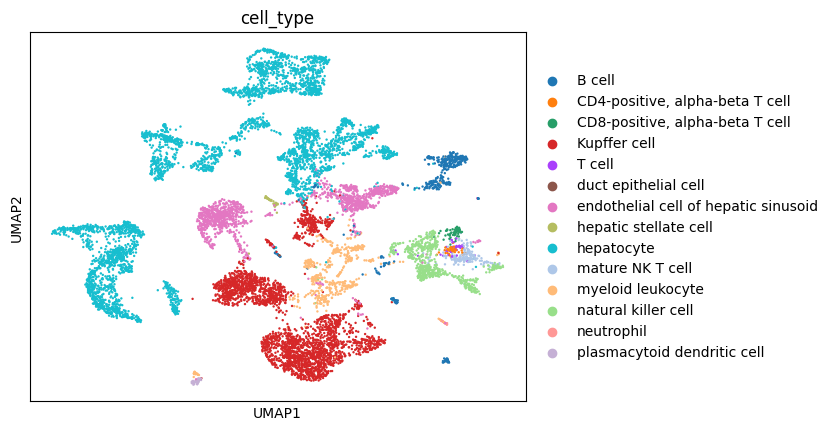 cell_type
UMAP2
UMAP1
B cell
CD4-positive, alpha-beta T cell
CD8-positive, alpha-beta T cell
Kupffer cell
T cell
duct epithelial cell
endothelial cell of hepatic sinusoid
hepatic stellate cell
hepatocyte
mature NK T cell
myeloid leukocyte
natural killer cell
neutrophil
plasmacytoid dendritic cell